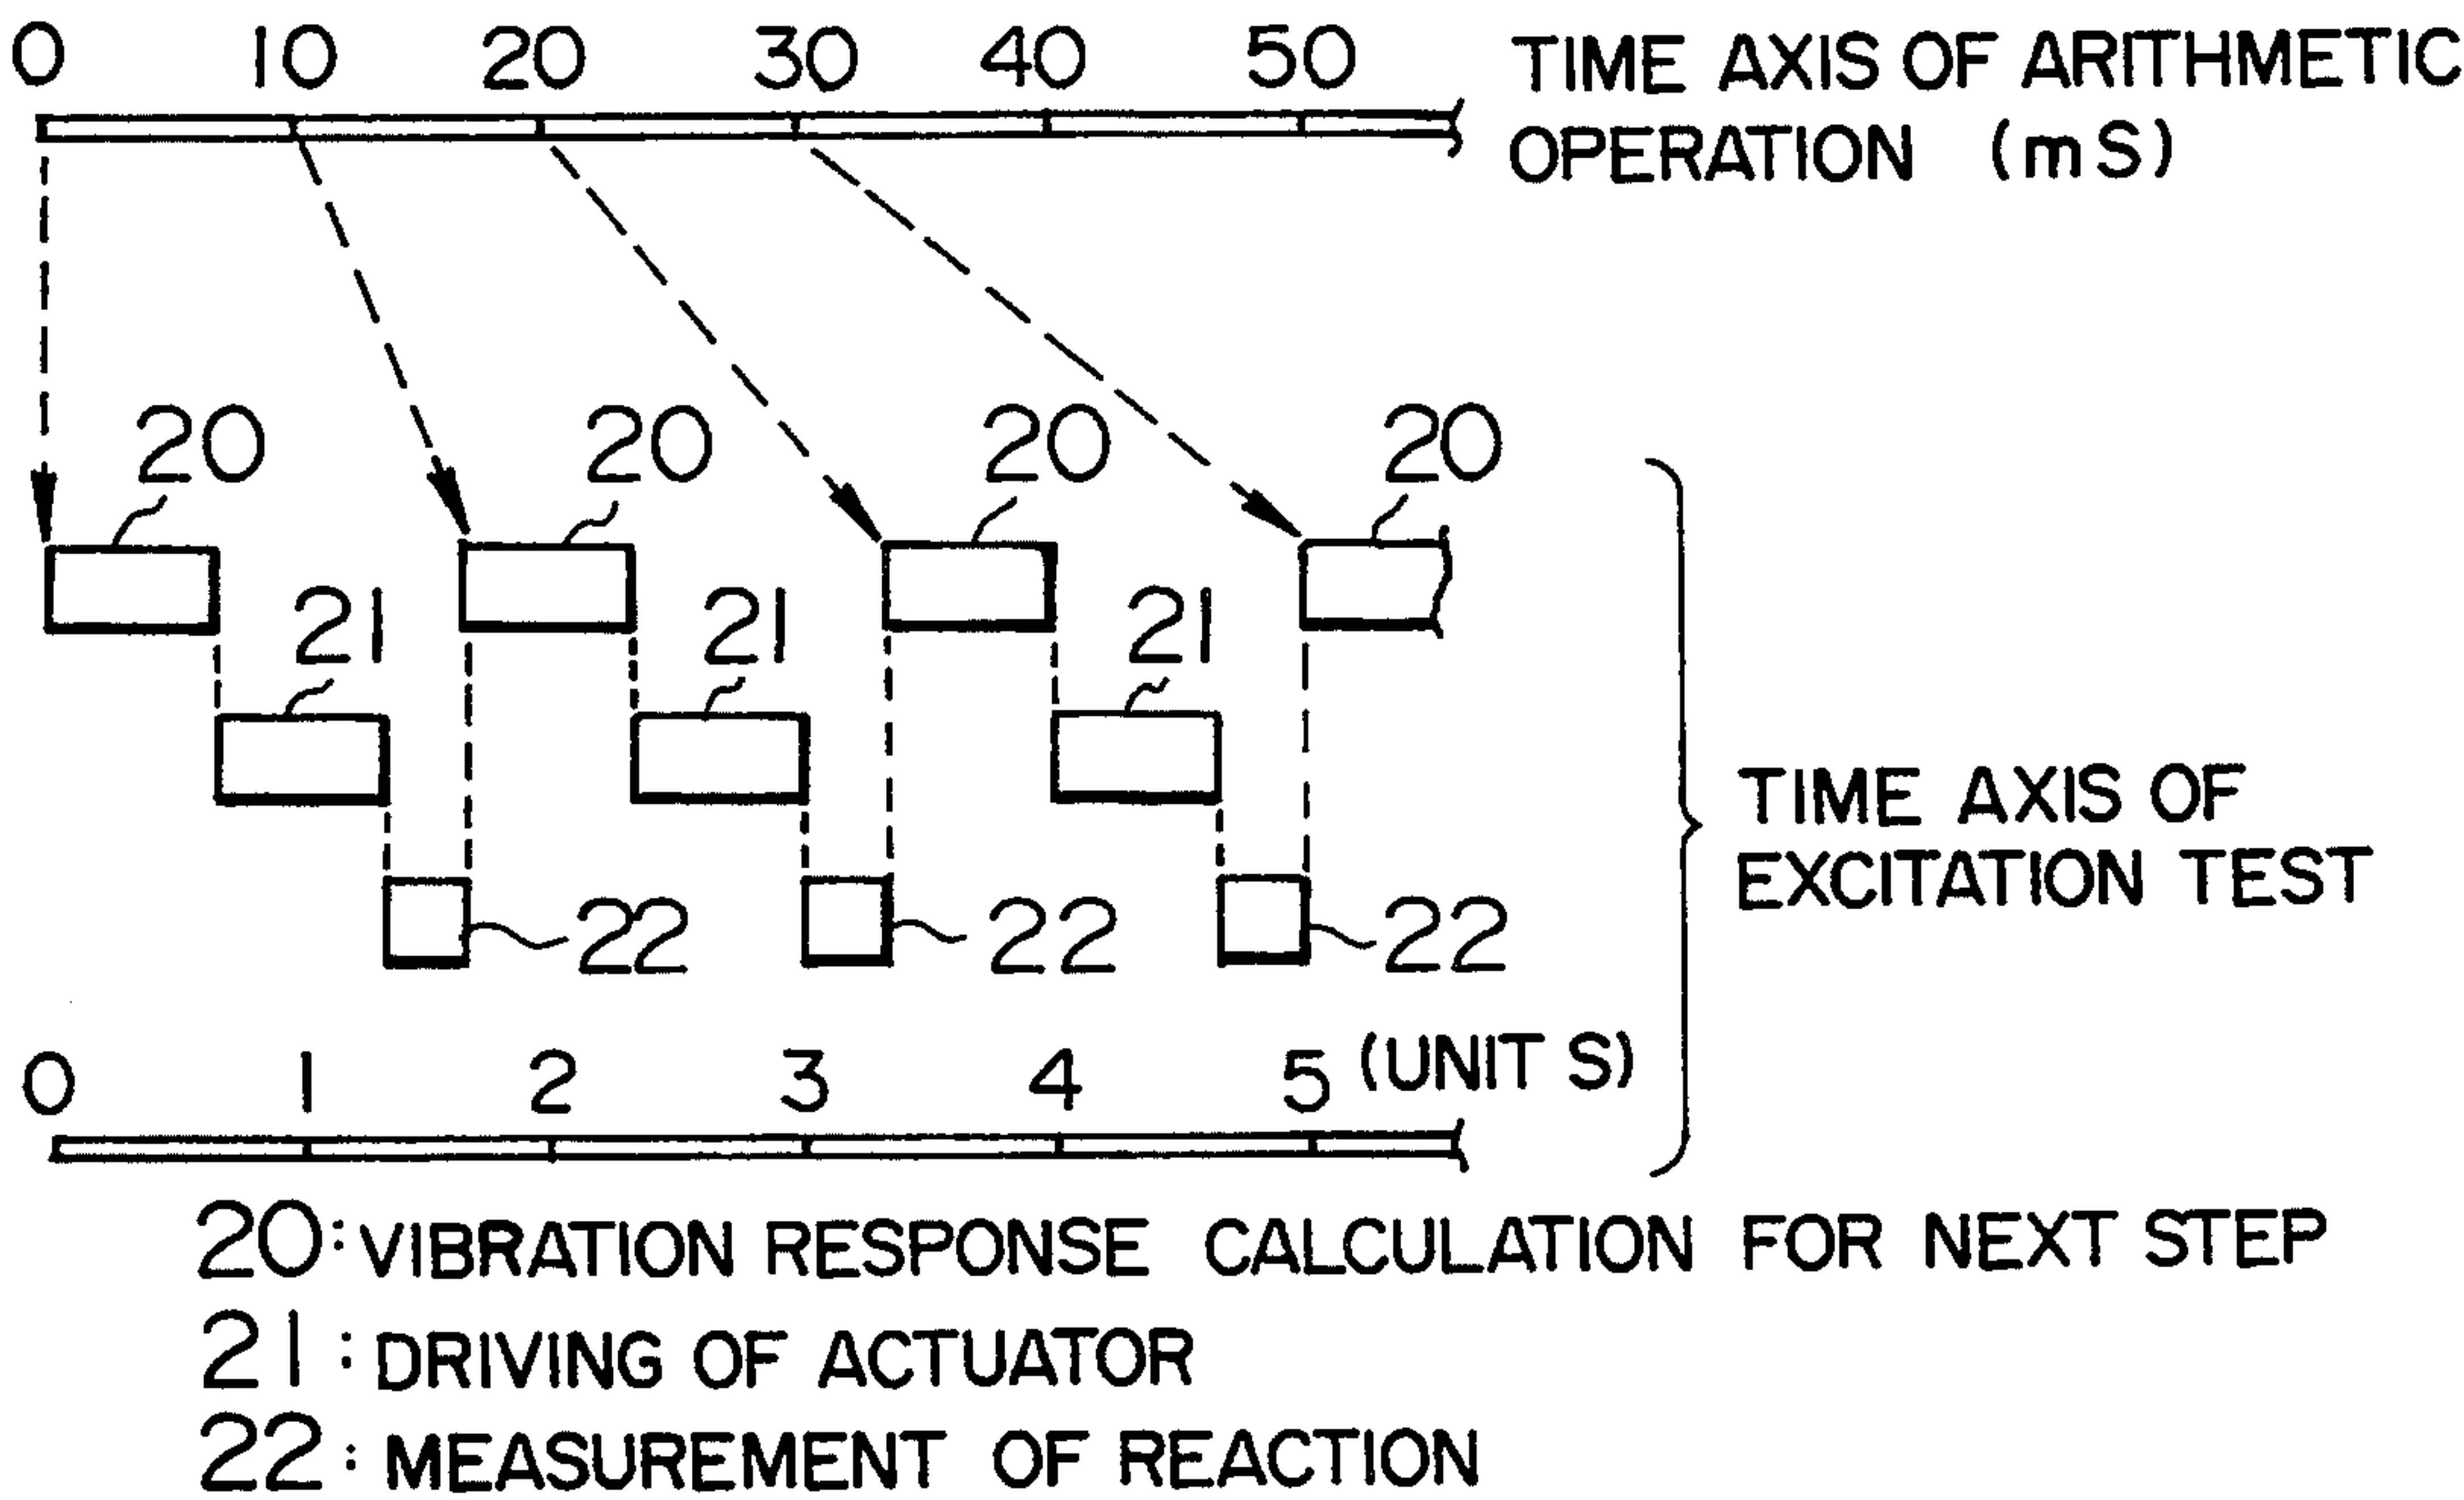 0 10 20 30 40 50 TIME AXIS OF ARITHMETIC
OPERATION (mS)
20 20 20 20
21 21 21
TIME AXIS OF
EXCITATION TEST
22 22 22
0 1 2 3 4 5 (UNIT S)
20: VIBRATION RESPONSE CALCULATION FOR NEXT STEP
21: DRIVING OF ACTUATOR
22: MEASUREMENT OF REACTION